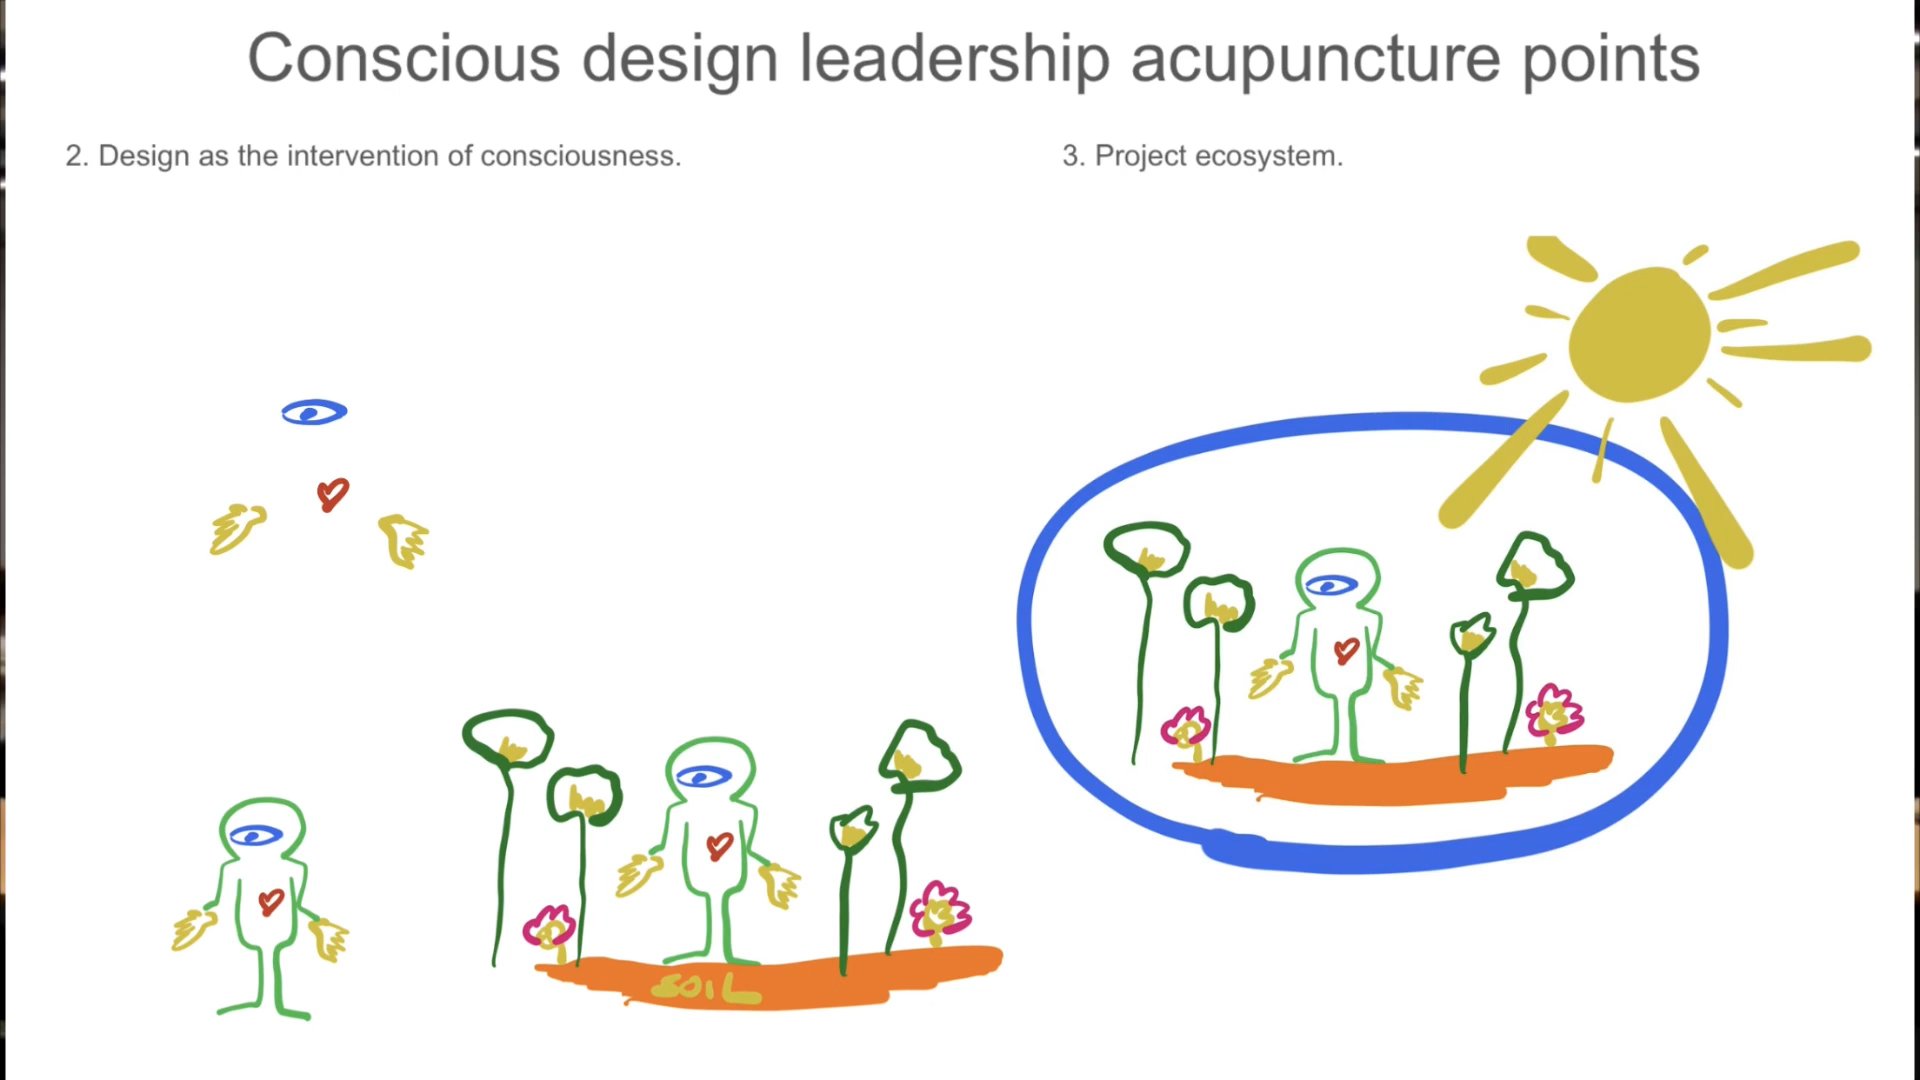 Conscious design leadership acupuncture points
2. Design as the intervention of consciousness.
3. Project ecosystem.
SOIL